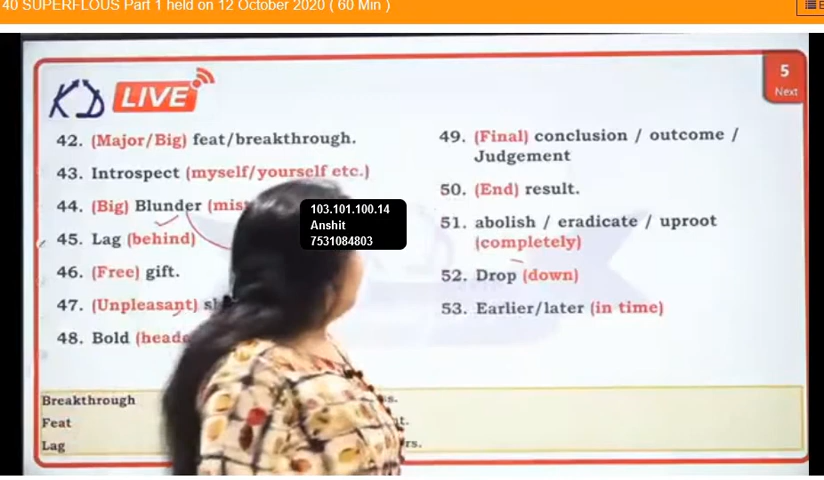 40 SUPERFLOUS Part 1 held on 12 October 2020 ( 60 Min )
5
Next
KD LIVE
42. (Major/Big) feat/breakthrough.
43. Introspect (myself/yourself etc.)
44. (Big) Blunder
45. Lag (behind)
46. (Free) gift.
47. (Unpleasant)
48. Bold
49. (Final) conclusion / outcome /
Judgement
50. (End) result.
51. abolish / eradicate / uproot
(completely)
52. Drop (down)
53. Earlier/later (in time)
103.101.100.14
Anshit
7531084803
Breakthrough
Feat
Lag